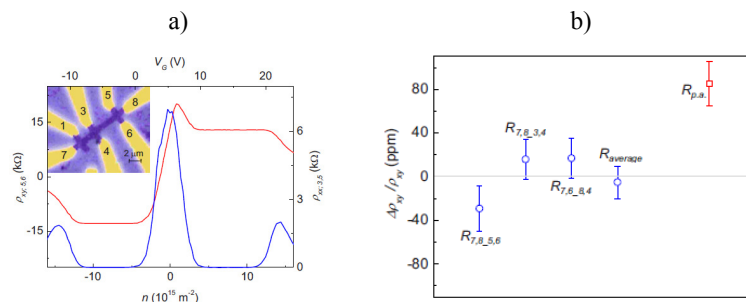 a)
b)
V_G (V)
-10 0 10 20
15
0
-15
ρ_xy;5,6 (kΩ)
1 3 5 8
7 4 6
2 μm
6
4
2
0
ρ_xx;3,5 (kΩ)
-10 0 10
n (10^15 m^-2)
80
40
0
-40
-80
Δρ_xy/ρ_xy (ppm)
R_p.a.
R_7,8_3,4
R_7,6_8,4
R_average
R_7,8_5,6